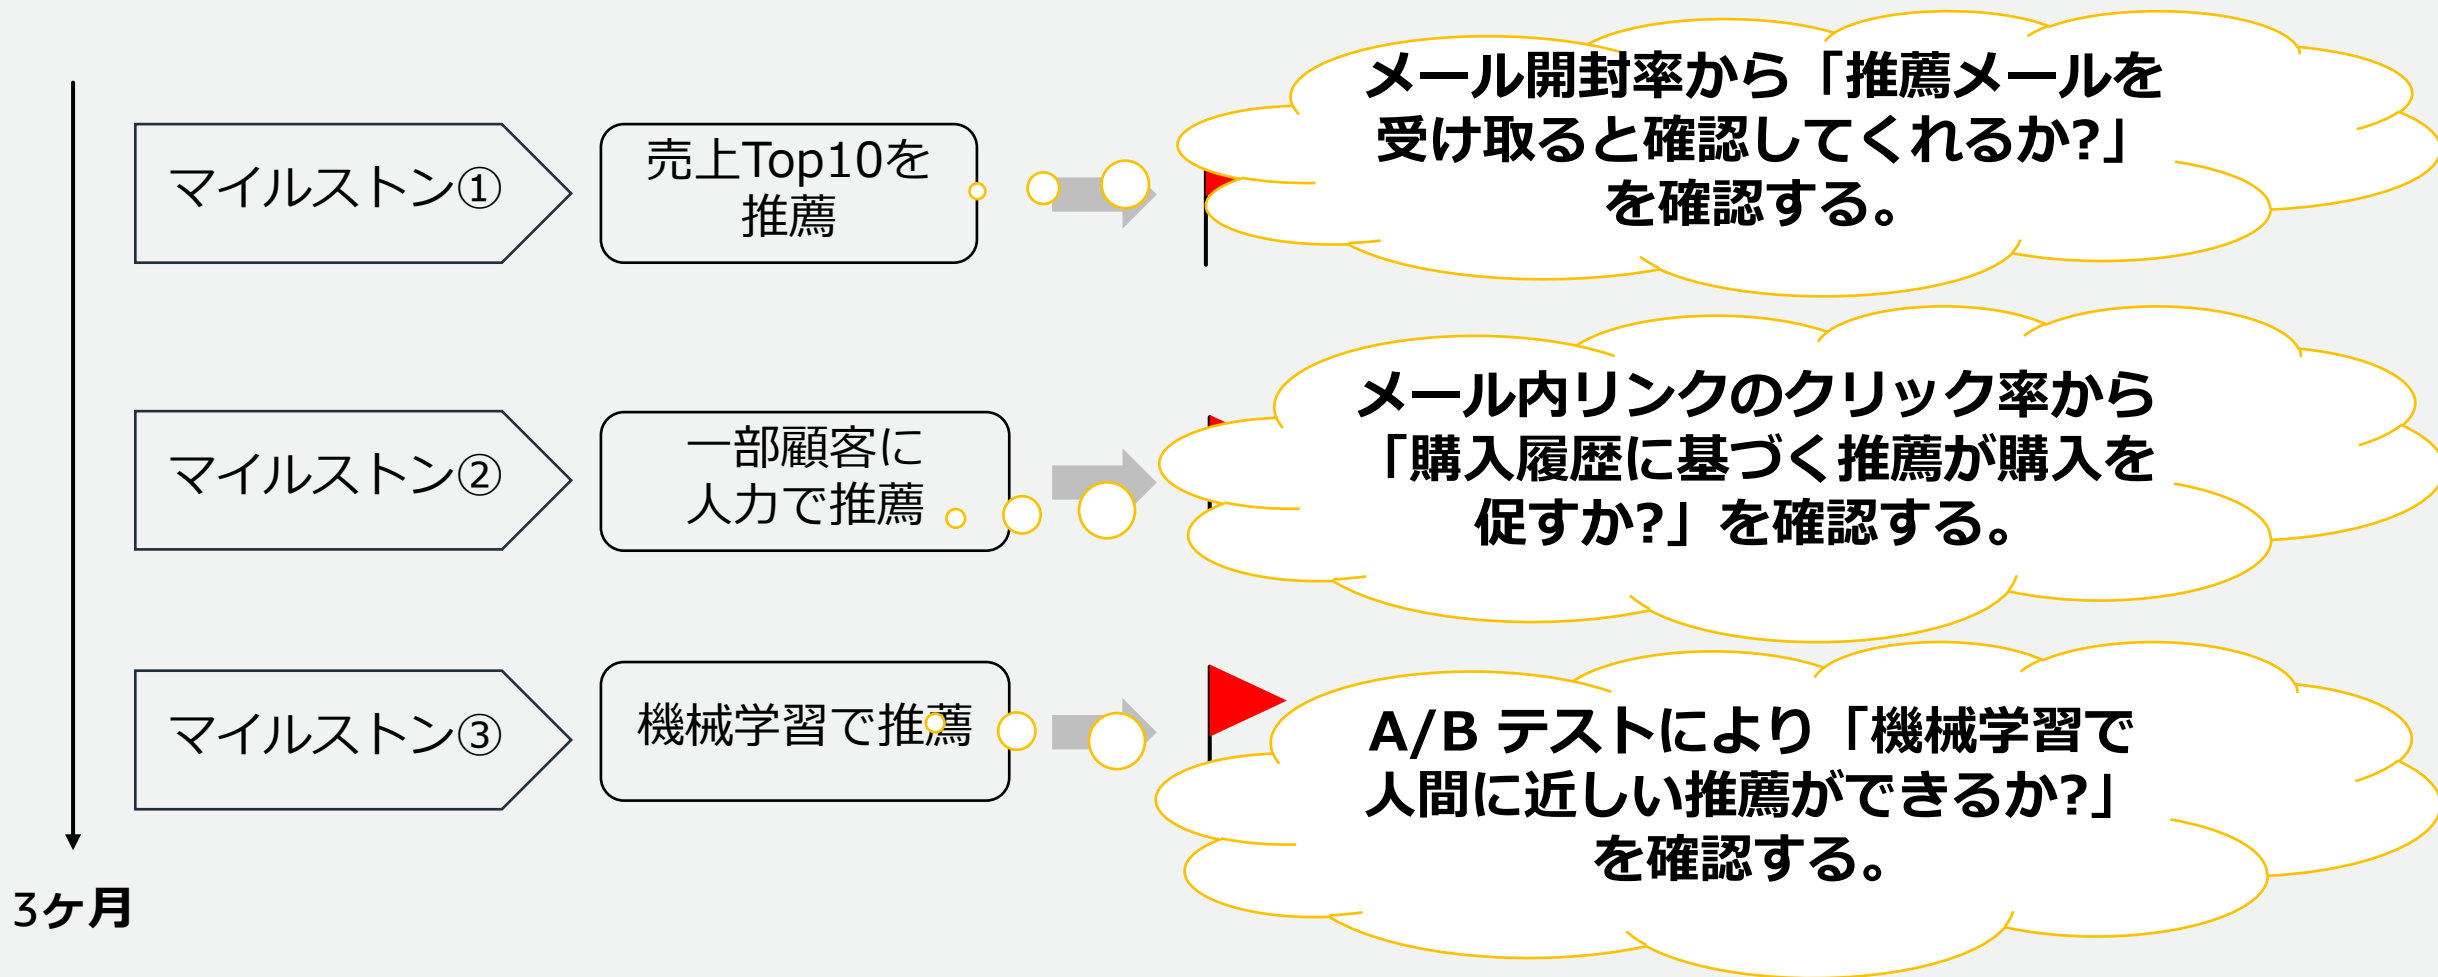 マイルストン①
売上Top10を
推薦
メール開封率から「推薦メールを
受け取ると確認してくれるか?」
を確認する。
マイルストン②
一部顧客に
人力で推薦
メール内リンクのクリック率から
「購入履歴に基づく推薦が購入を
促すか?」を確認する。
マイルストン③
機械学習で推薦
A/B テストにより「機械学習で
人間に近しい推薦ができるか?」
を確認する。
3ヶ月